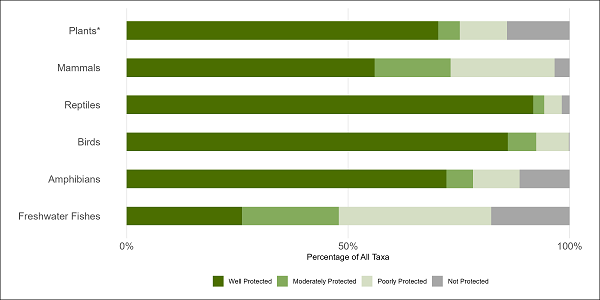 Plants*
Mammals
Reptiles
Birds
Amphibians
Freshwater Fishes
0% 50% 100%
Percentage of All Taxa
Well Protected Moderately Protected Poorly Protected Not Protected